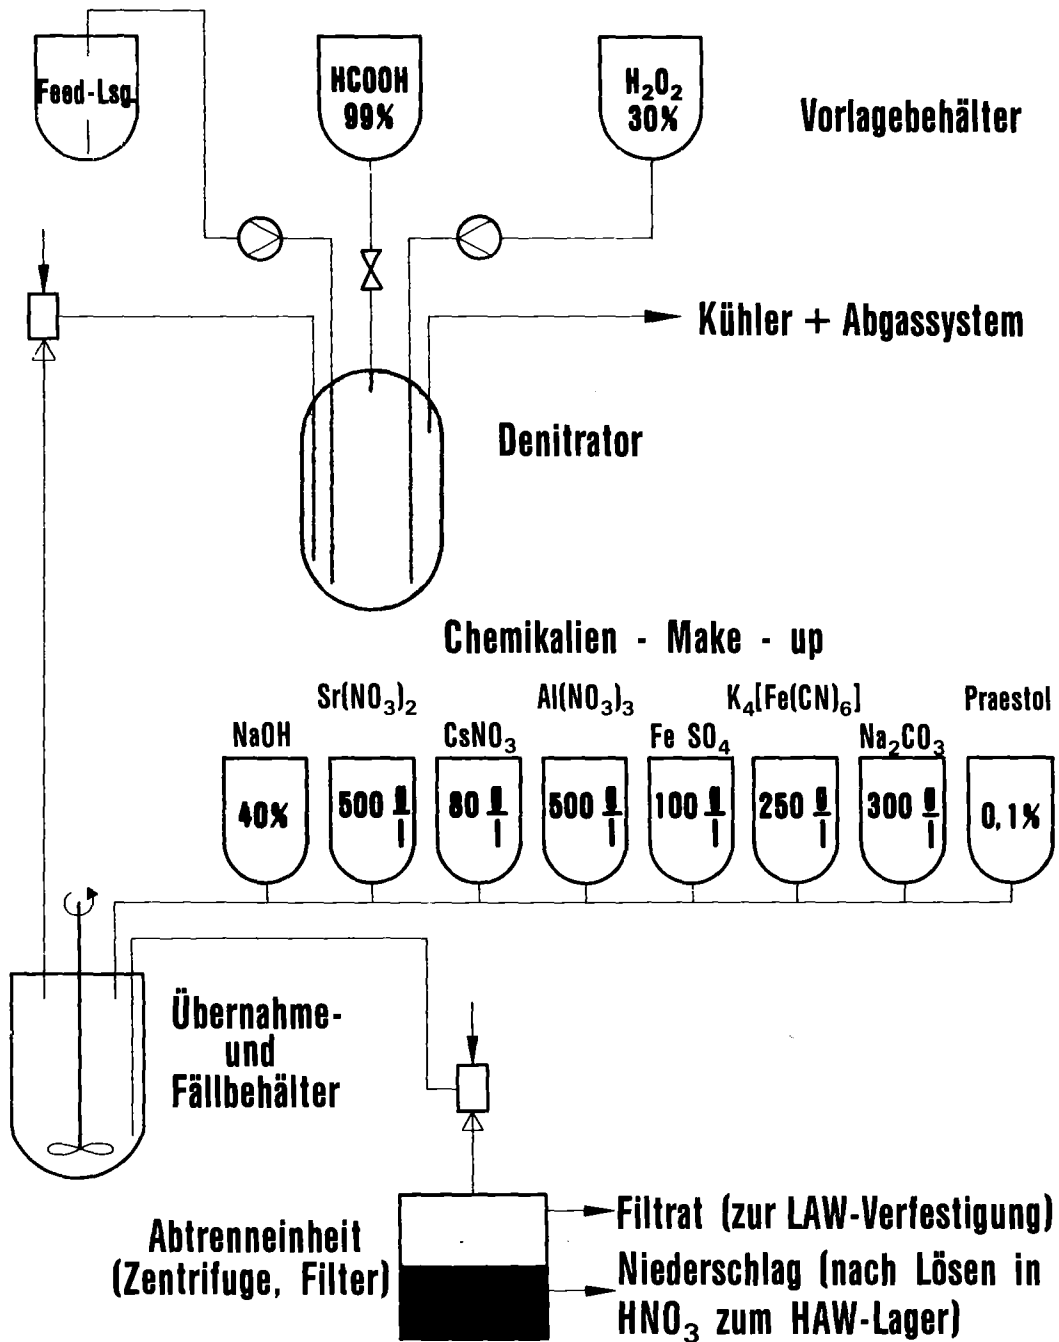 Feed-Lsg.
HCOOH
99%
H₂O₂
30%
Vorlagebehälter
Kühler + Abgassystem
Denitrator
Chemikalien - Make - up
Sr(NO₃)₂
Al(NO₃)₃
K₄[Fe(CN)₆]
Praestol
NaOH
CsNO₃
Fe SO₄
Na₂CO₃
40%
500 g/l
80 g/l
500 g/l
100 g/l
250 g/l
300 g/l
0,1%
Übernahme-
und
Fällbehälter
Abtrenneinheit
(Zentrifuge, Filter)
Filtrat (zur LAW-Verfestigung)
Niederschlag (nach Lösen in
HNO₃ zum HAW-Lager)